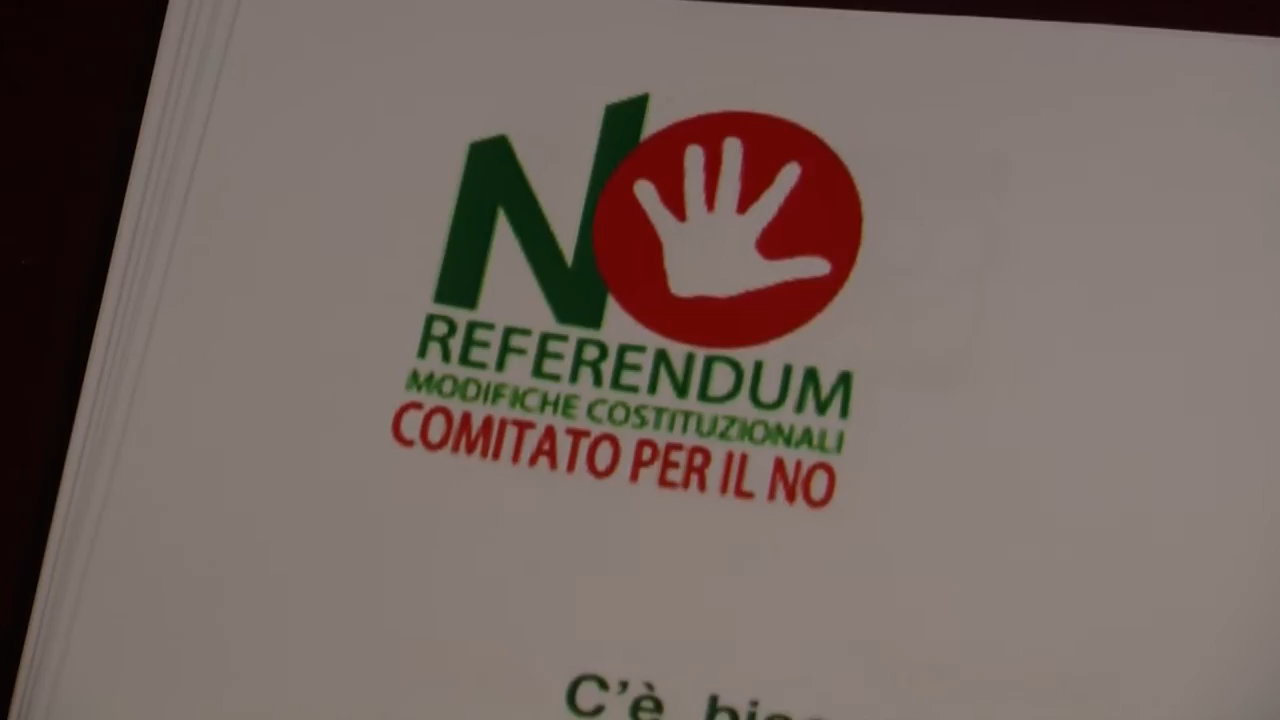 NO
REFERENDUM
MODIFICHE COSTITUZIONALI
COMITATO PER IL NO
C'è